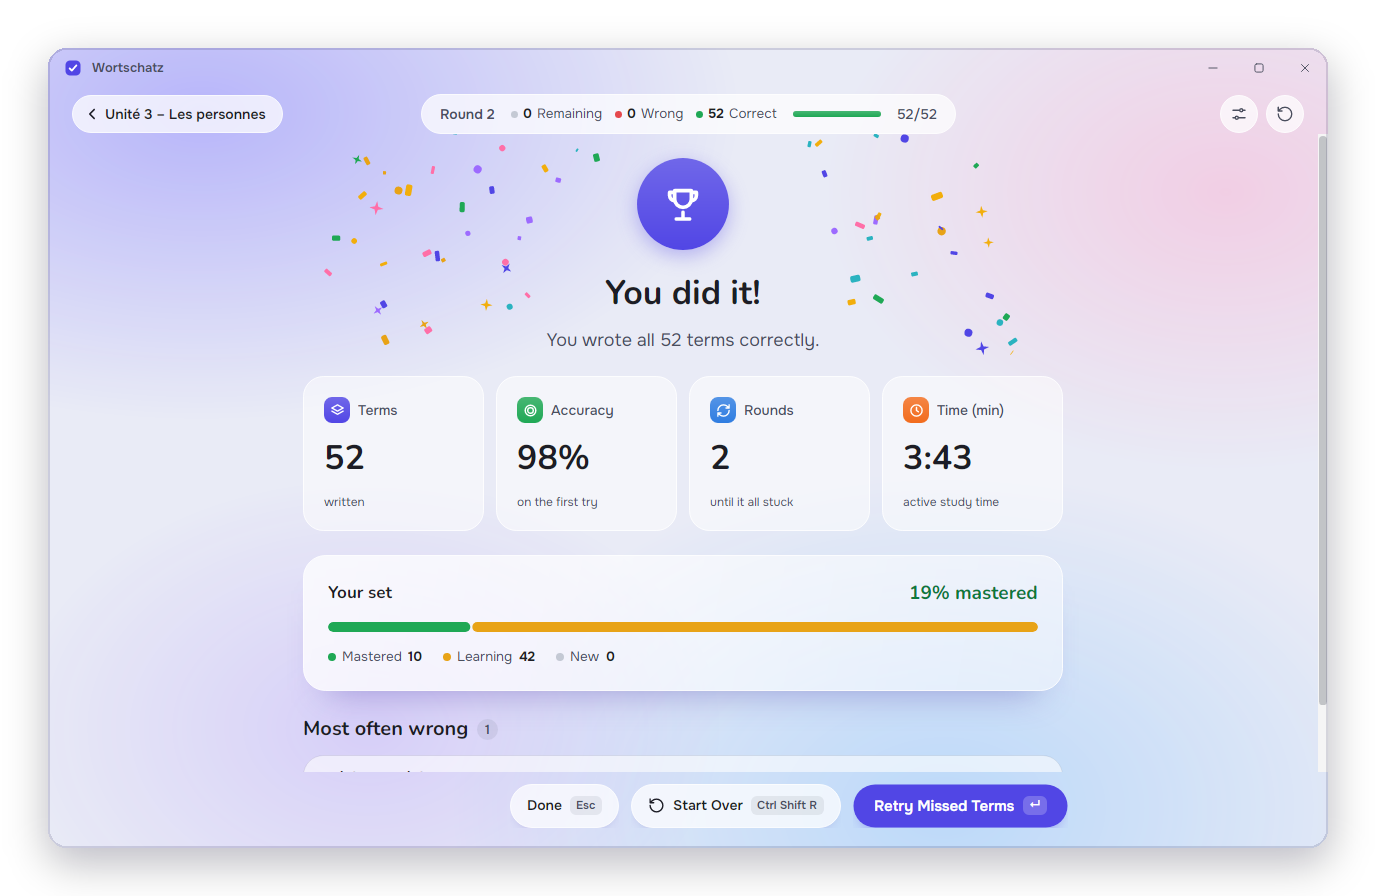 Wortschatz
Unité 3 – Les personnes
Round 2 0 Remaining 0 Wrong 52 Correct 52/52
You did it!
You wrote all 52 terms correctly.
Terms
52
written
Accuracy
98%
on the first try
Rounds
2
until it all stuck
Time (min)
3:43
active study time
Your set
19% mastered
Mastered 10 Learning 42 New 0
Most often wrong 1
Done Esc
Start Over Ctrl Shift R
Retry Missed Terms